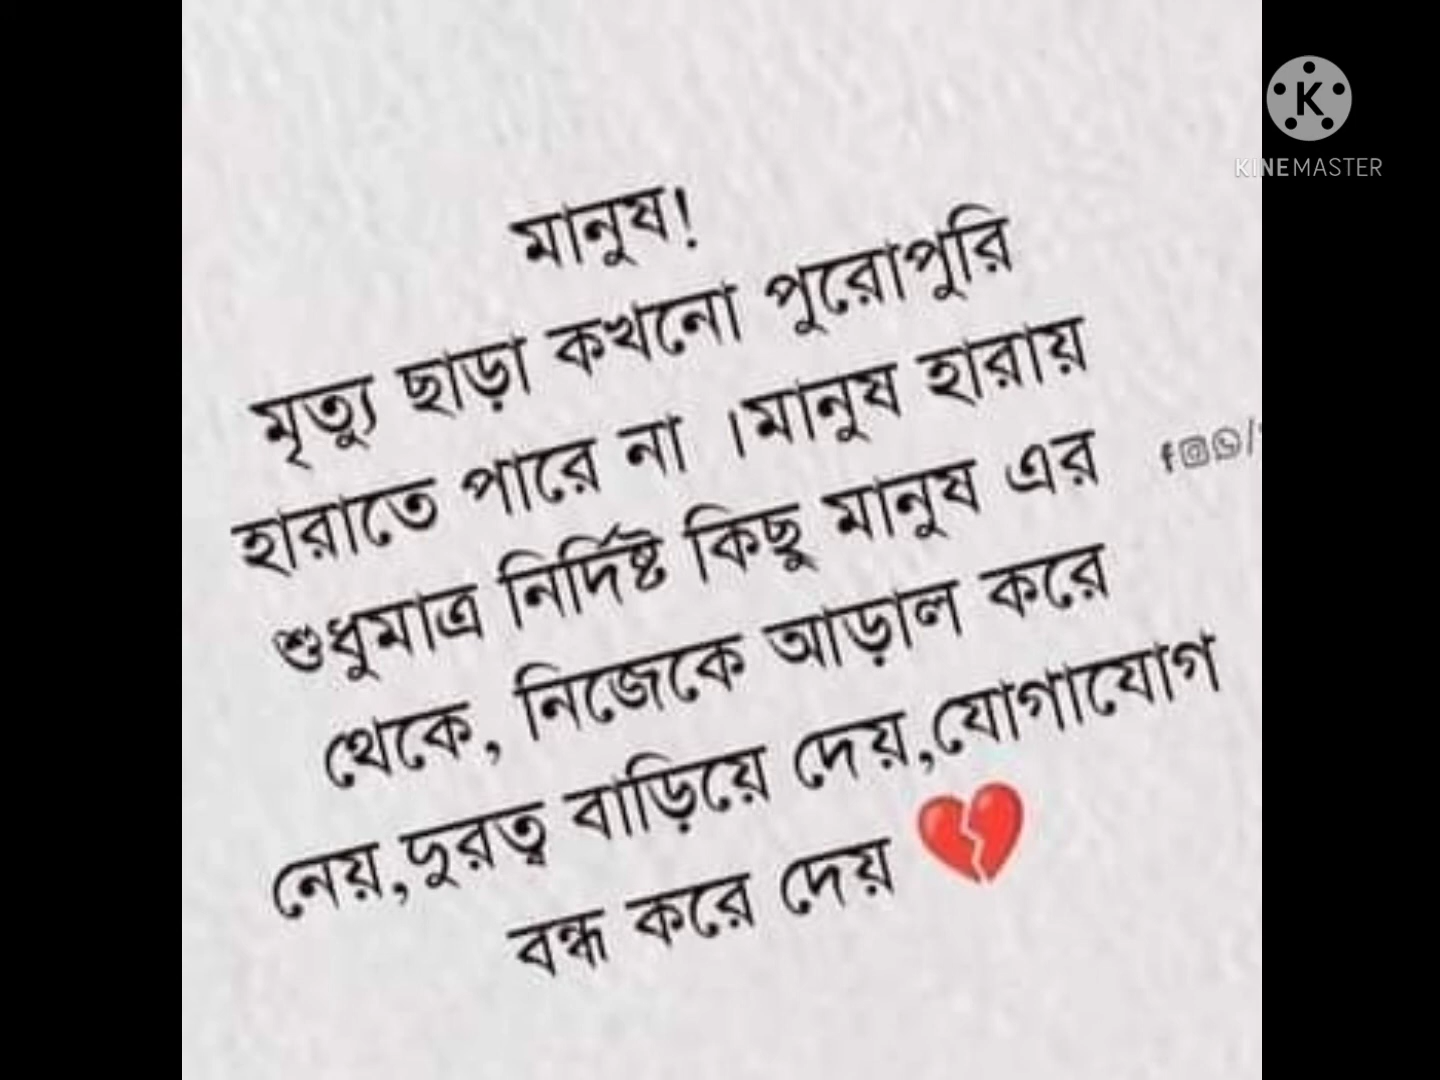 মানুষ!
মৃত্যু ছাড়া কখনো পুরোপুরি
হারাতে পারে না ।মানুষ হারায়
শুধুমাত্র নির্দিষ্ট কিছু মানুষ এর
থেকে, নিজেকে আড়াল করে
নেয়,দুরত্ব বাড়িয়ে দেয়,যোগাযোগ
বন্ধ করে দেয় 💔
f
K
KINEMASTER